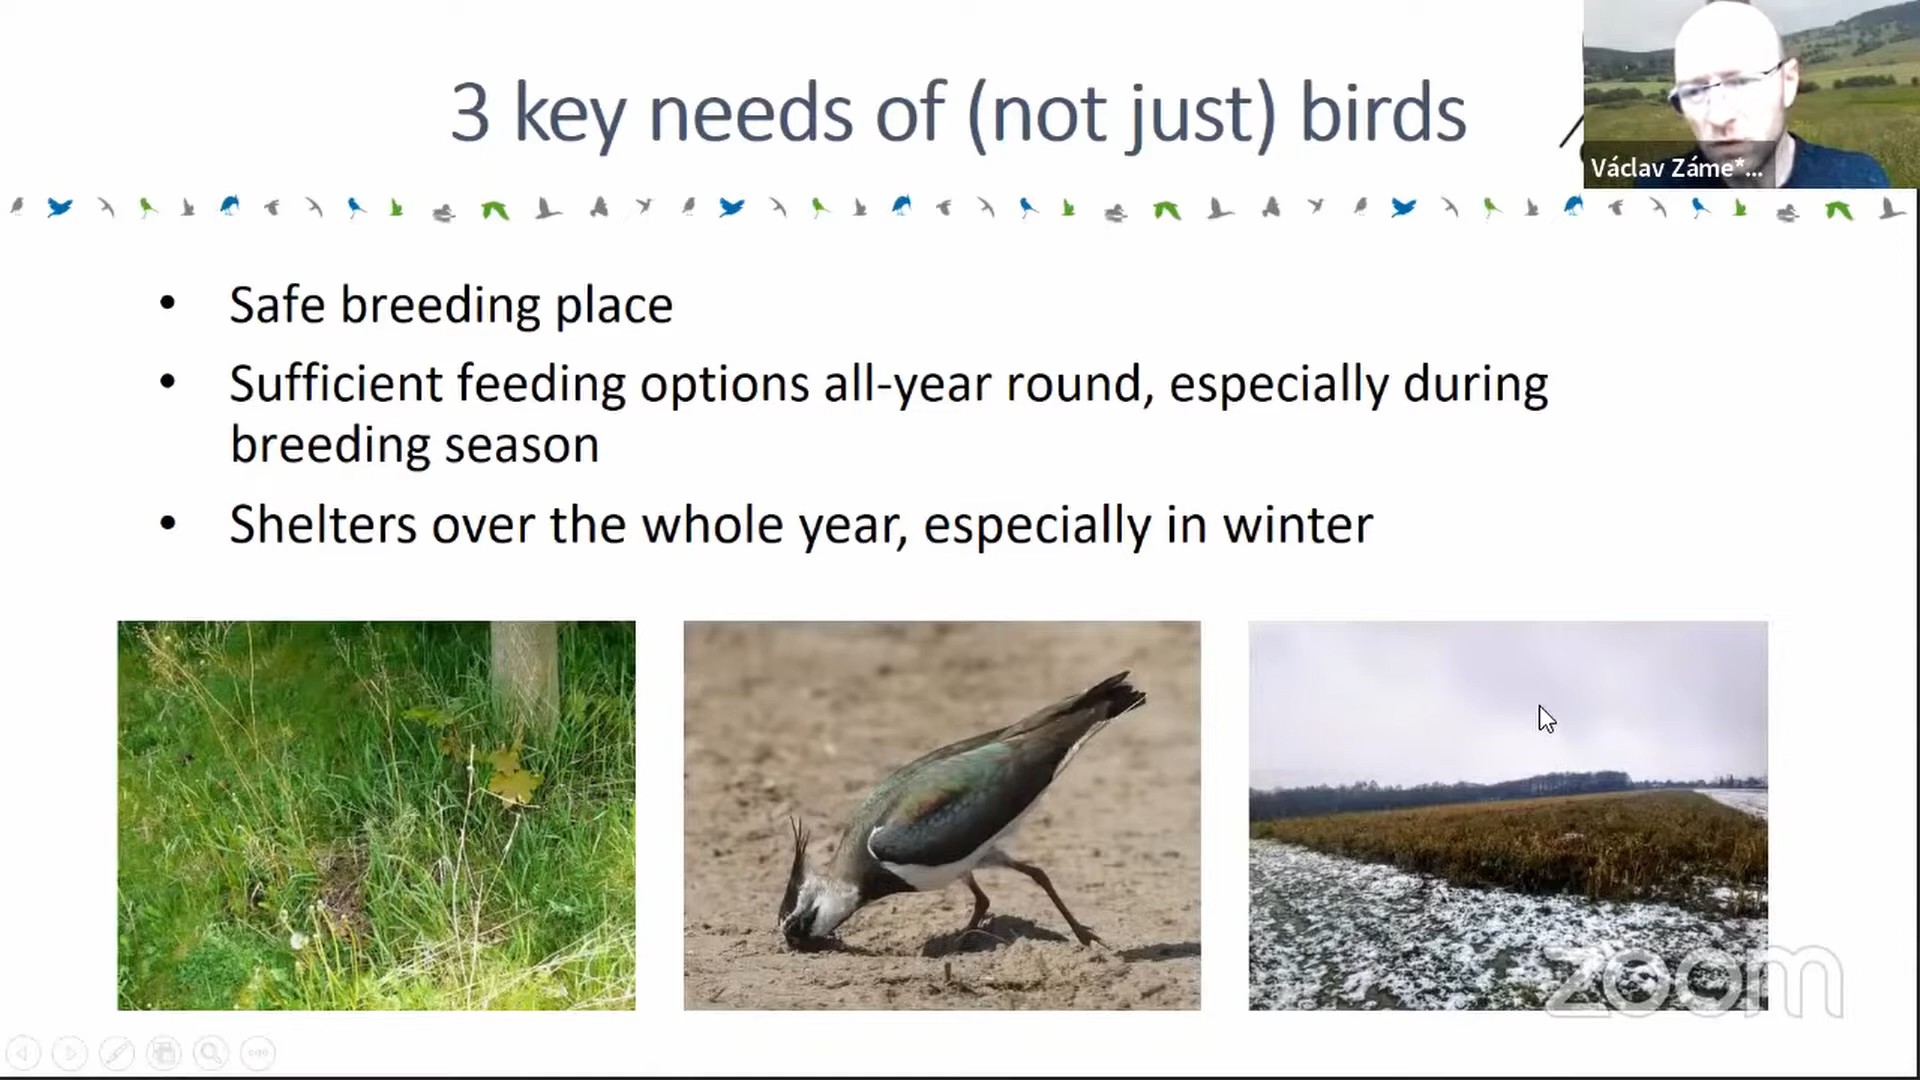 3 key needs of (not just) birds
Václav Záme*...
• Safe breeding place
• Sufficient feeding options all-year round, especially during
breeding season
• Shelters over the whole year, especially in winter
zoom